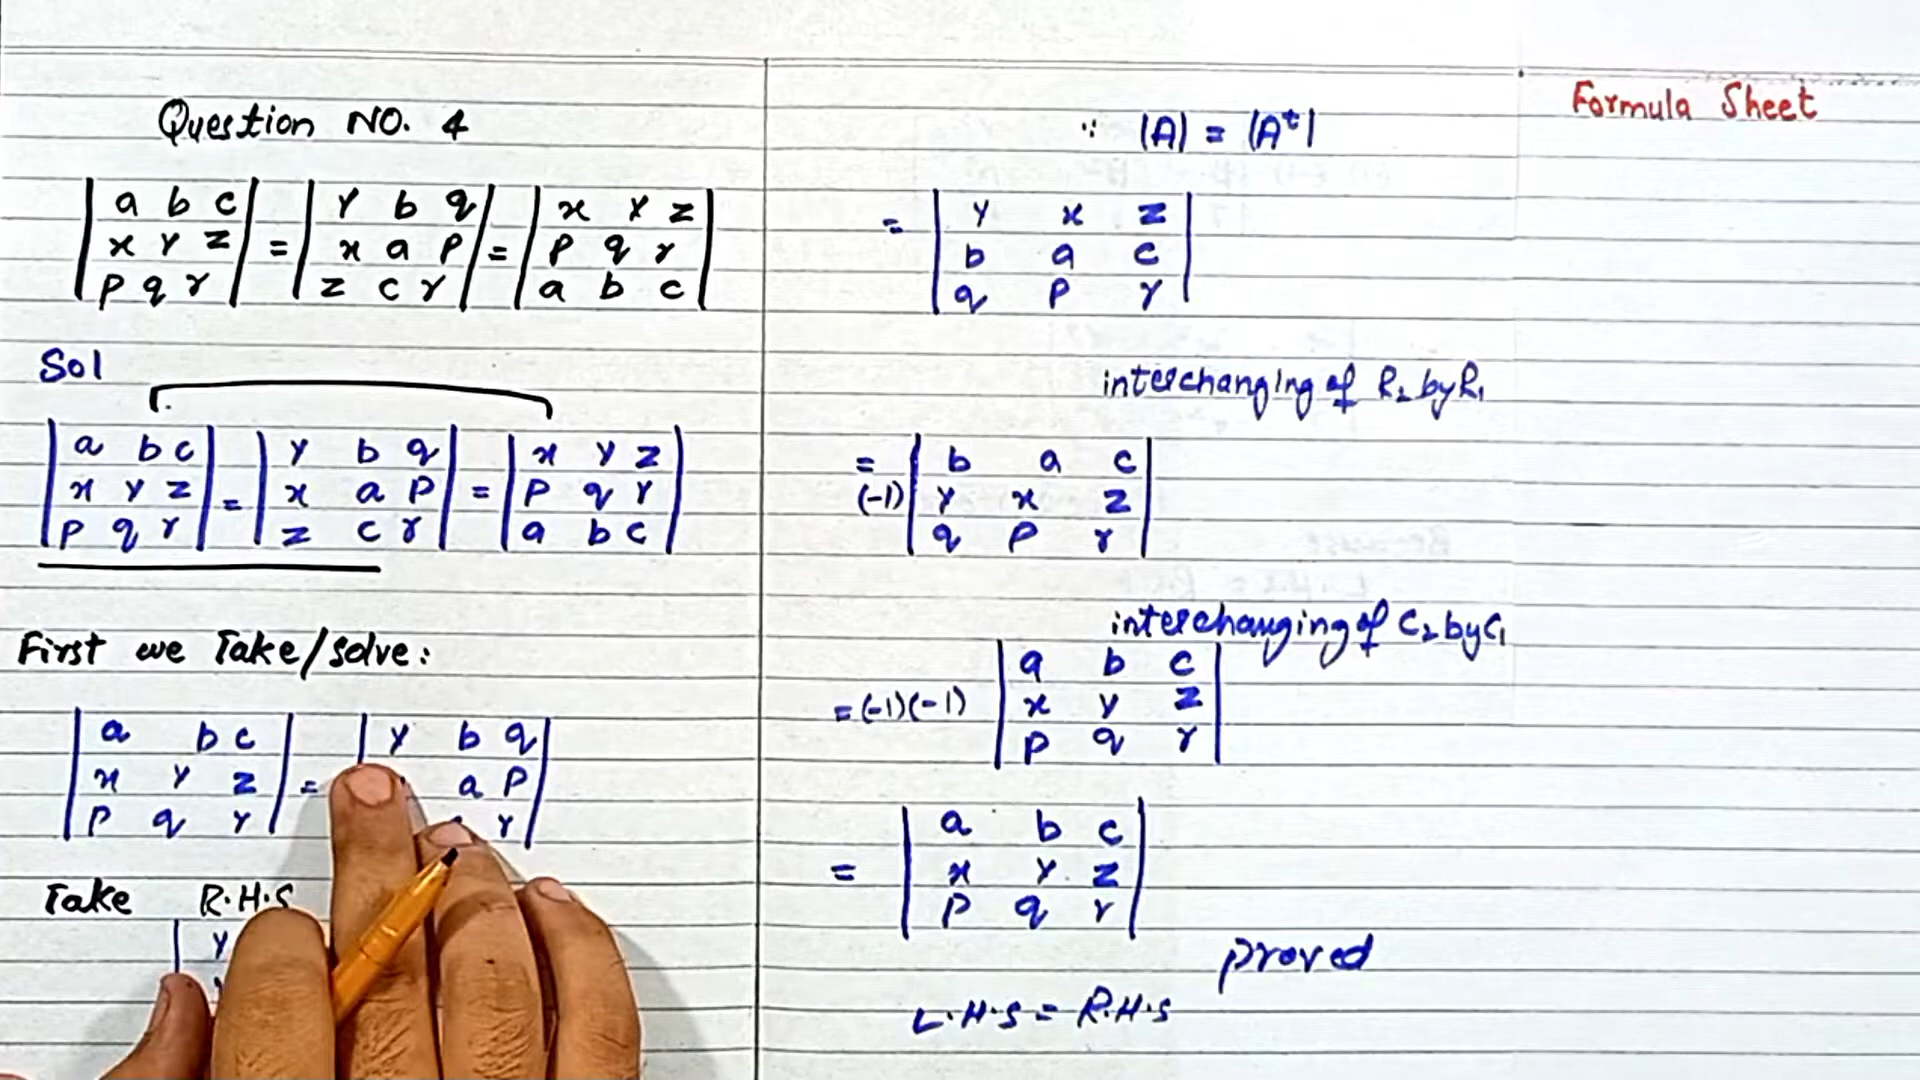 Question NO. 4
| a b c | = | y b q | = | x y z |
| x y z | | x a p | | p q r |
| p q r | | z c r | | a b c |
Sol
| a b c | = | y b q | = | x y z |
| x y z | | x a p | | p q r |
| p q r | | z c r | | a b c |
First we Take/solve:
| a b c | = | y b q |
| x y z | | a p |
| p q r | | r |
Take R.H.S
| y
∵ |A| = |Aᵗ|
= | y x z |
| b a c |
| q p r |
interchanging of R₂ by R₁
= (-1) | b a c |
| y x z |
| q p r |
interchanging of C₂ by C₁
= (-1)(-1) | a b c |
| x y z |
| p q r |
= | a b c |
| x y z |
| p q r |
proved
L.H.S = R.H.S
Formula Sheet